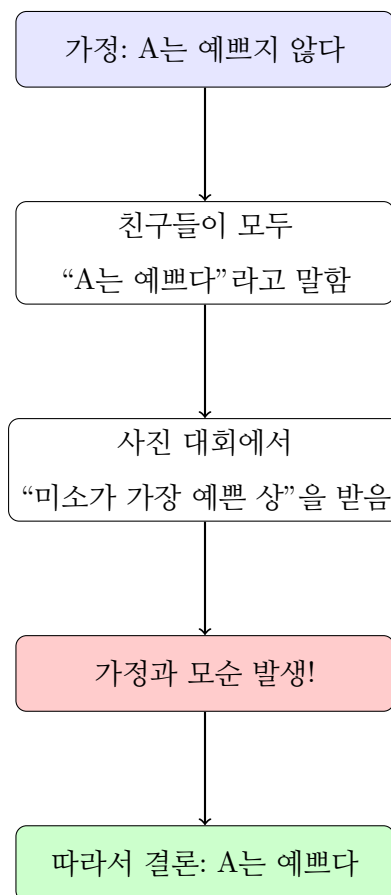 가정: A는 예쁘지 않다
친구들이 모두
“A는 예쁘다”라고 말함
사진 대회에서
“미소가 가장 예쁜 상”을 받음
가정과 모순 발생!
따라서 결론: A는 예쁘다